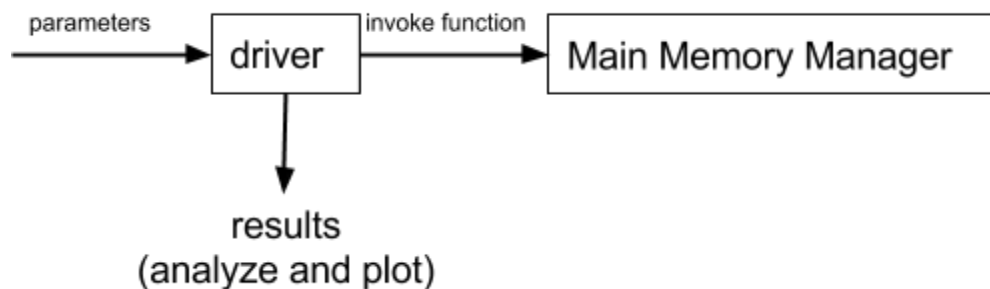 parameters
driver
invoke function
Main Memory Manager
results
(analyze and plot)